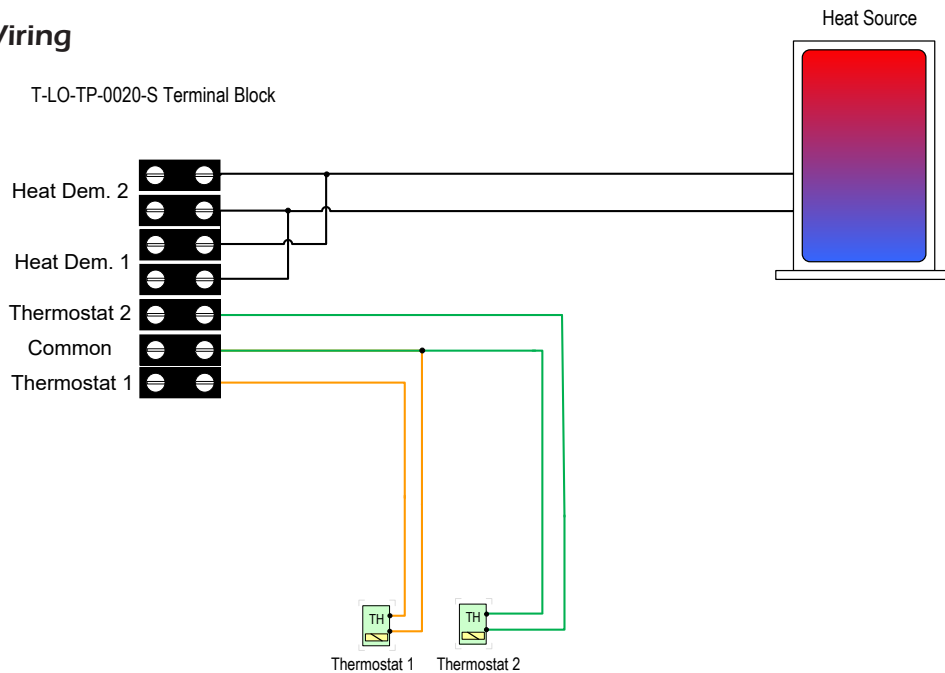 Heat Source
Wiring
T-LO-TP-0020-S Terminal Block
Heat Dem. 2
Heat Dem. 1
Thermostat 2
Common
Thermostat 1
TH
TH
Thermostat 1
Thermostat 2